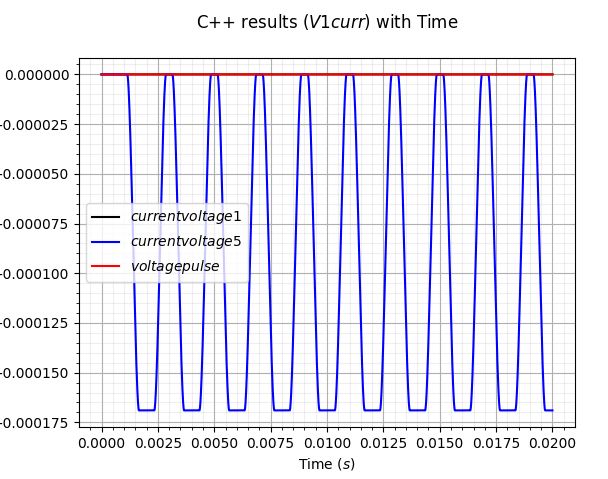 C++ results (V1curr) with Time
0.000000
-0.000025
-0.000050
-0.000075
-0.000100
-0.000125
-0.000150
-0.000175
currentvoltage1
currentvoltage5
voltagepulse
0.0000 0.0025 0.0050 0.0075 0.0100 0.0125 0.0150 0.0175 0.0200
Time (s)